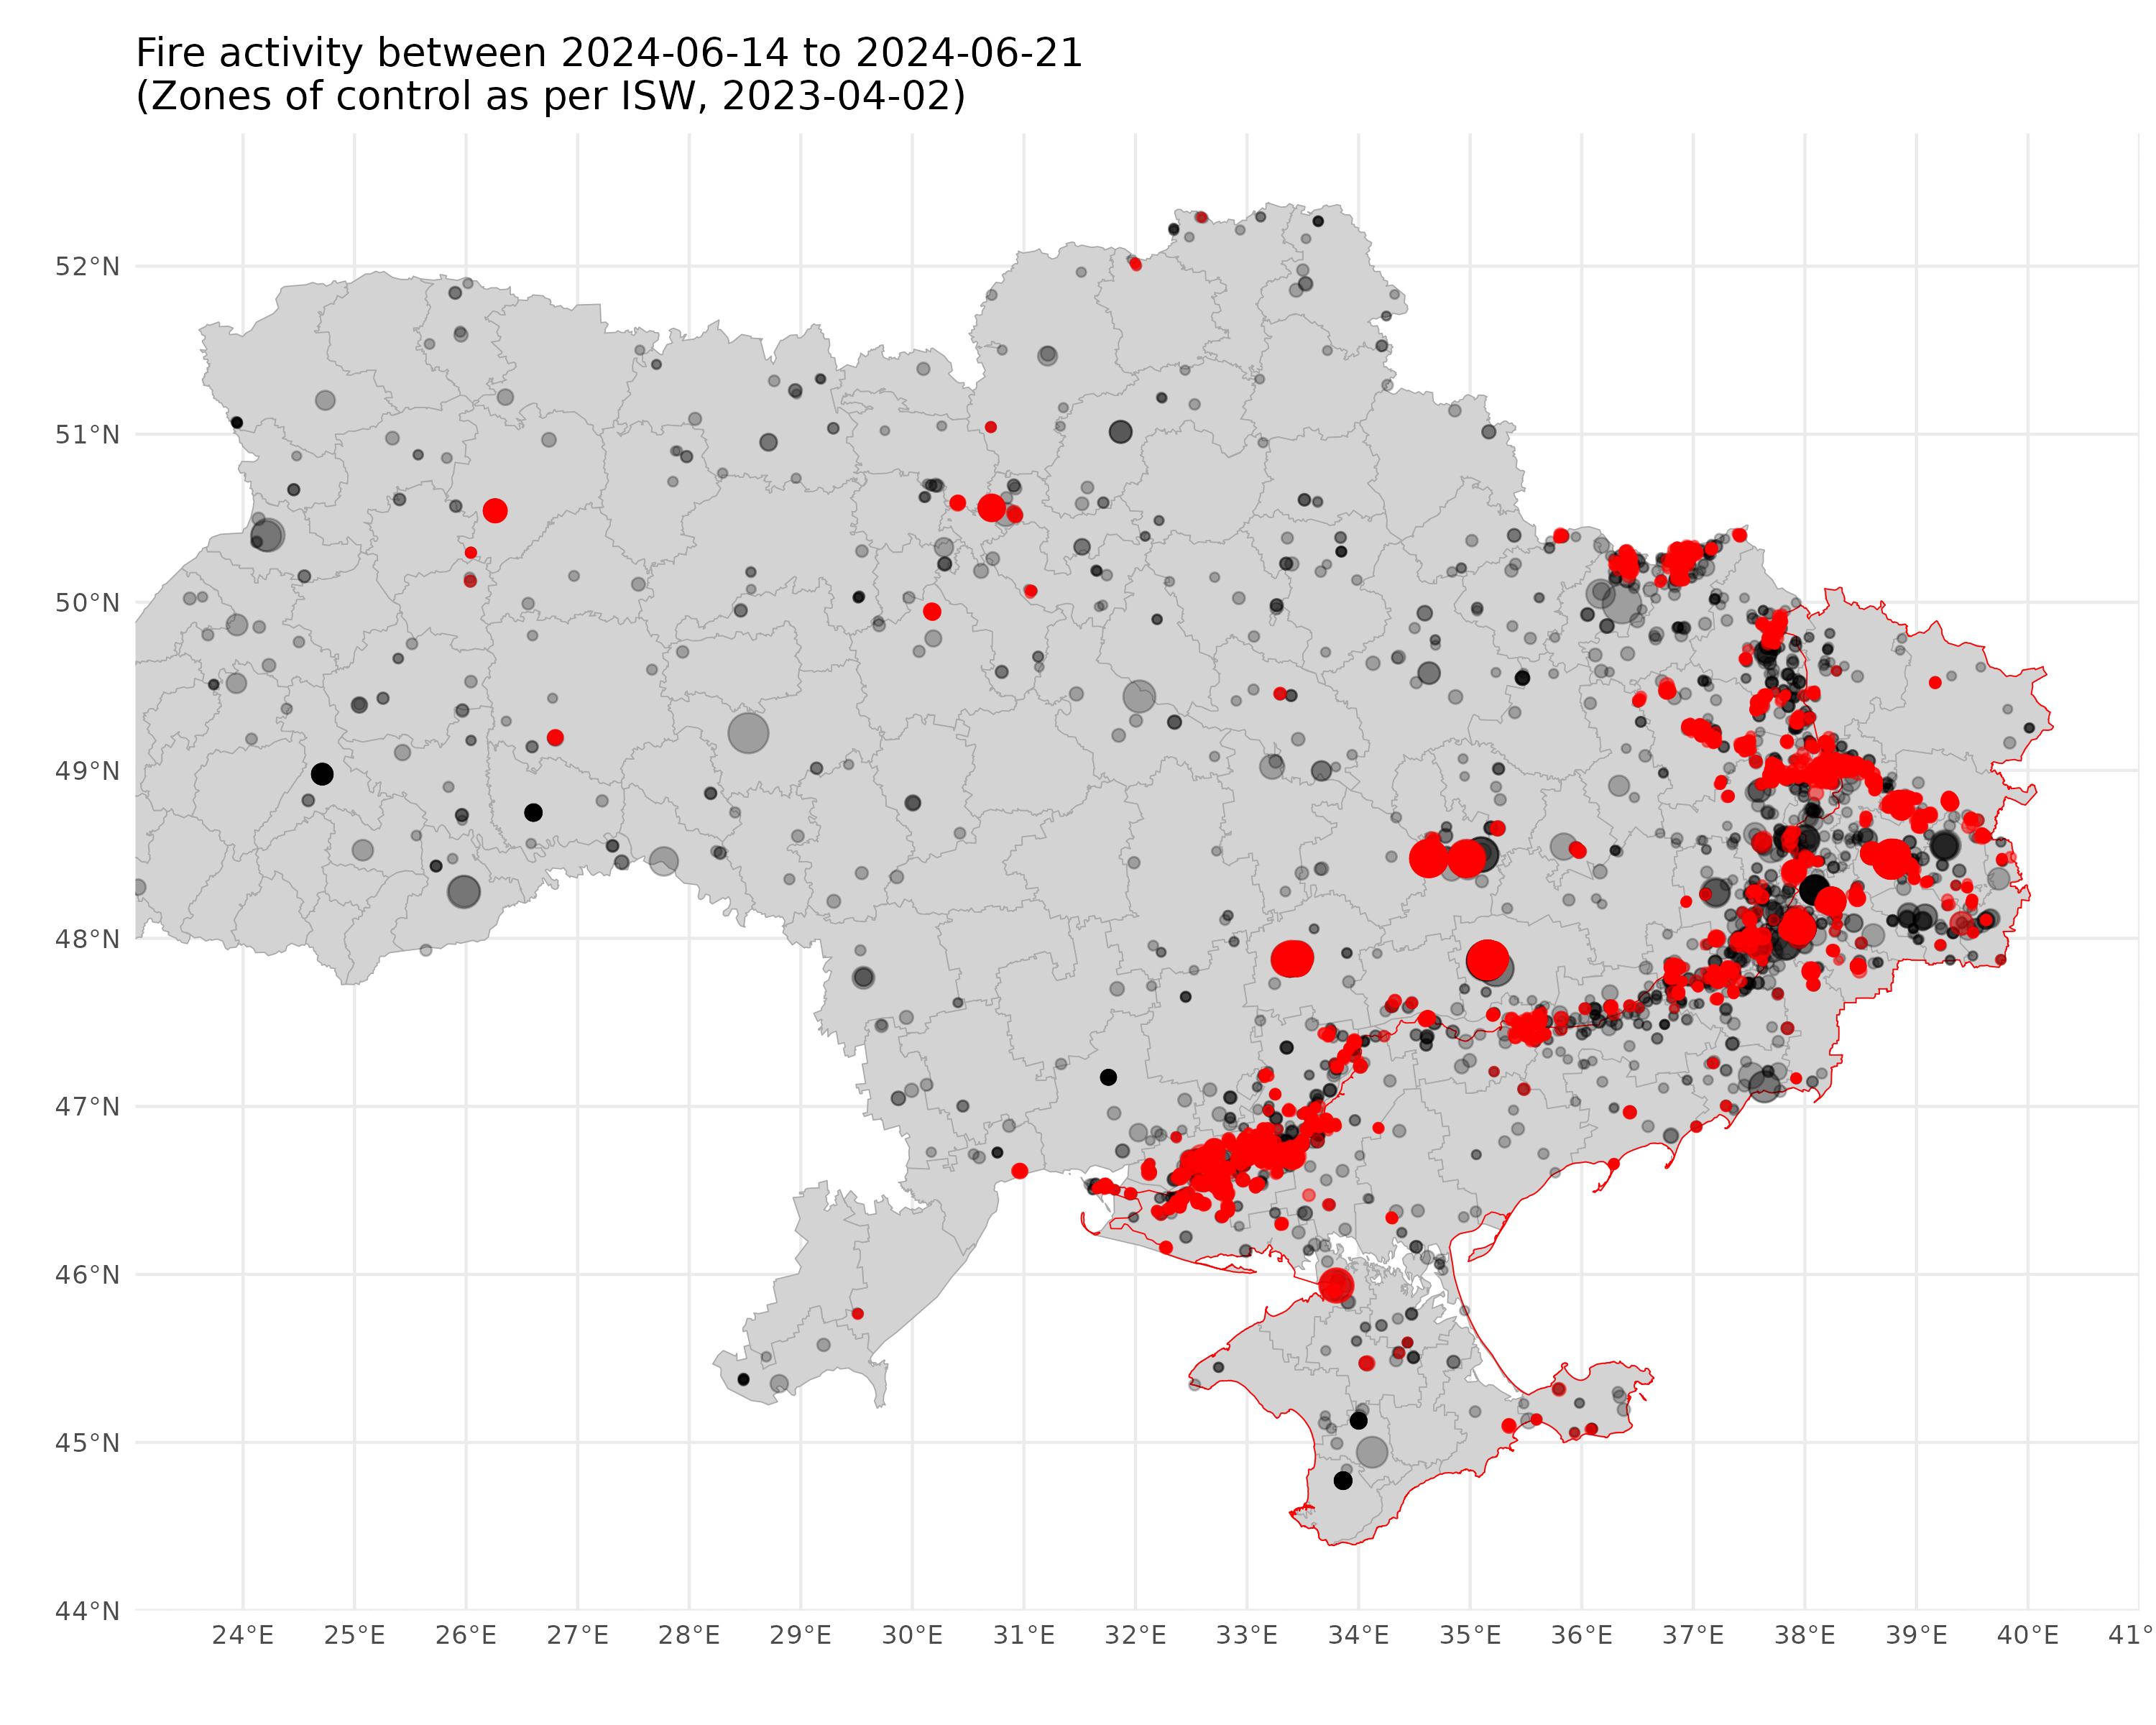 Fire activity between 2024-06-14 to 2024-06-21
(Zones of control as per ISW, 2023-04-02)
52°N
51°N
50°N
49°N
48°N
47°N
46°N
45°N
44°N
24°E 25°E 26°E 27°E 28°E 29°E 30°E 31°E 32°E 33°E 34°E 35°E 36°E 37°E 38°E 39°E 40°E 41°